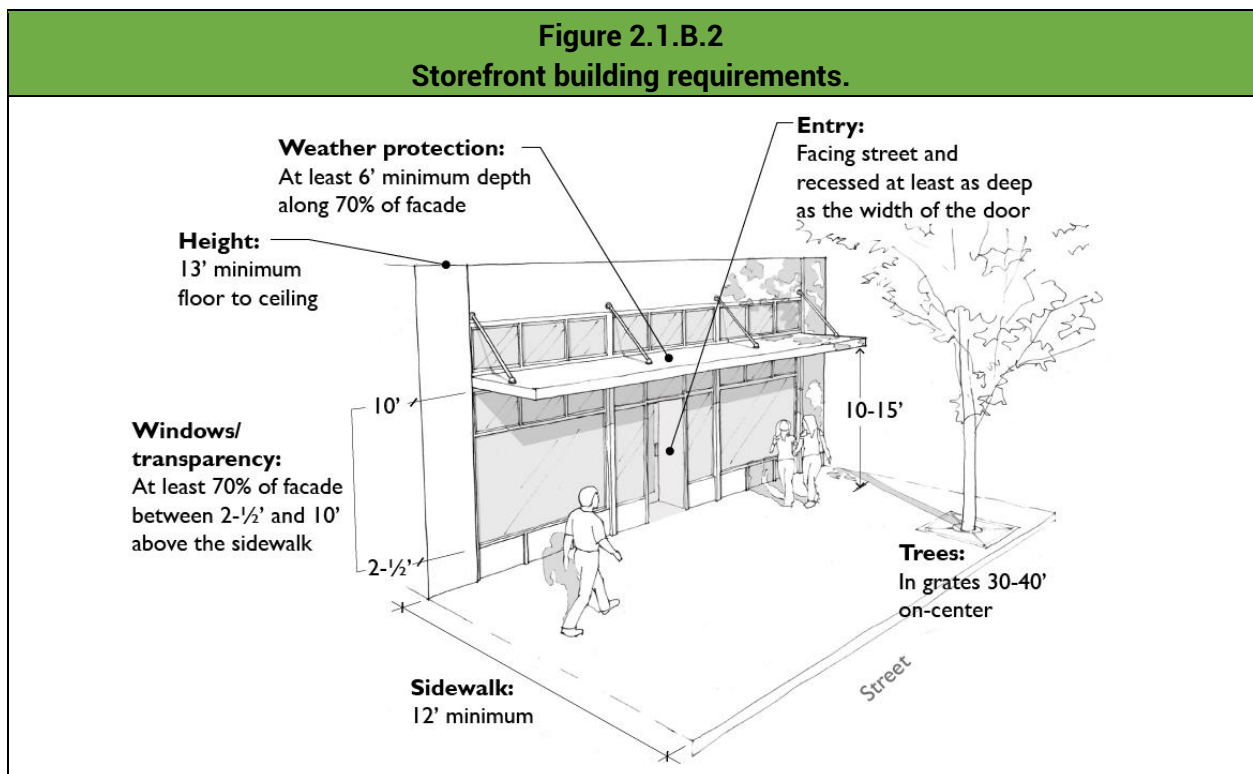 Figure 2.1.B.2
Storefront building requirements.
Weather protection:
At least 6’ minimum depth
along 70% of facade
Entry:
Facing street and
recessed at least as deep
as the width of the door
Height:
13’ minimum
floor to ceiling
10’
10-15’
Windows/
transparency:
At least 70% of facade
between 2-½’ and 10’
above the sidewalk
2-½’
Trees:
In grates 30-40’
on-center
Street
Sidewalk:
12’ minimum